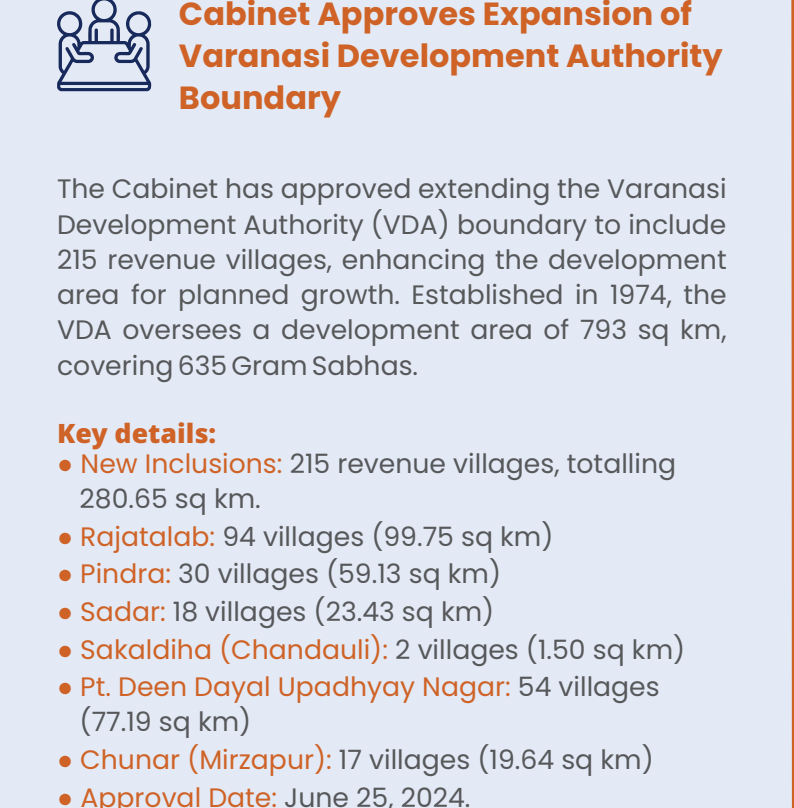 Cabinet Approves Expansion of
Varanasi Development Authority
Boundary
The Cabinet has approved extending the Varanasi
Development Authority (VDA) boundary to include
215 revenue villages, enhancing the development
area for planned growth. Established in 1974, the
VDA oversees a development area of 793 sq km,
covering 635 Gram Sabhas.
Key details:
● New Inclusions: 215 revenue villages, totalling
280.65 sq km.
● Rajatalab: 94 villages (99.75 sq km)
● Pindra: 30 villages (59.13 sq km)
● Sadar: 18 villages (23.43 sq km)
● Sakaldiha (Chandauli): 2 villages (1.50 sq km)
● Pt. Deen Dayal Upadhyay Nagar: 54 villages
(77.19 sq km)
● Chunar (Mirzapur): 17 villages (19.64 sq km)
● Approval Date: June 25, 2024.